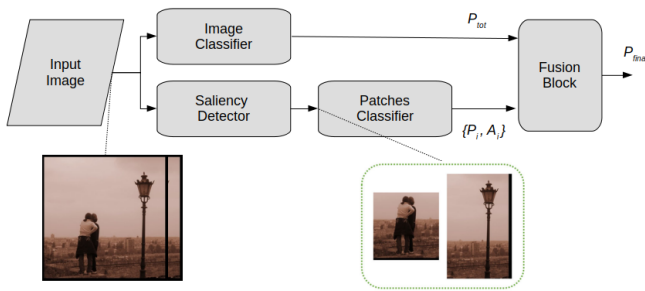 Input
Image
Image
Classifier
Saliency
Detector
Patches
Classifier
P_tot
{P_i, A_i}
Fusion
Block
P_fina